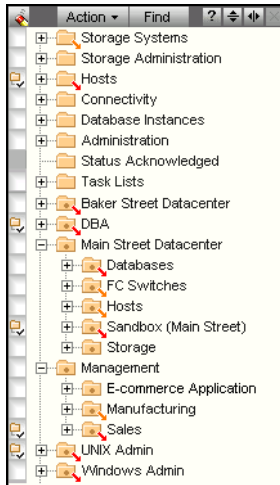 Action Find ?
Storage Systems
Storage Administration
Hosts
Connectivity
Database Instances
Administration
Status Acknowledged
Task Lists
Baker Street Datacenter
DBA
Main Street Datacenter
Databases
FC Switches
Hosts
Sandbox (Main Street)
Storage
Management
E-commerce Application
Manufacturing
Sales
UNIX Admin
Windows Admin